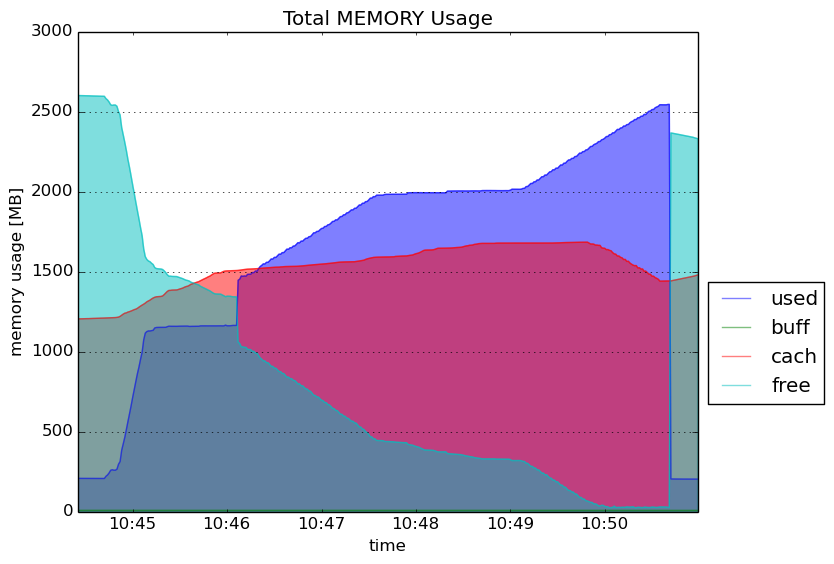 Total MEMORY Usage
3000
2500
2000
1500
1000
500
0
memory usage [MB]
10:45 10:46 10:47 10:48 10:49 10:50
time
used
buff
cach
free